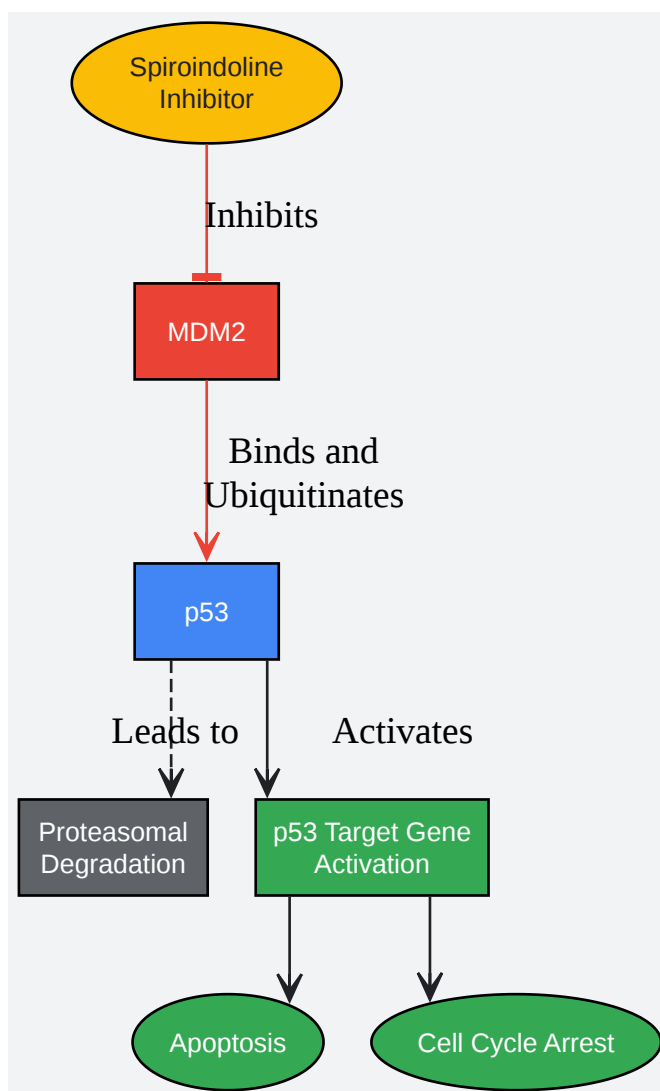 Spiroindoline
Inhibitor
Inhibits
MDM2
Binds and
Ubiquitinates
p53
Leads to
Activates
Proteasomal
Degradation
p53 Target Gene
Activation
Apoptosis
Cell Cycle Arrest